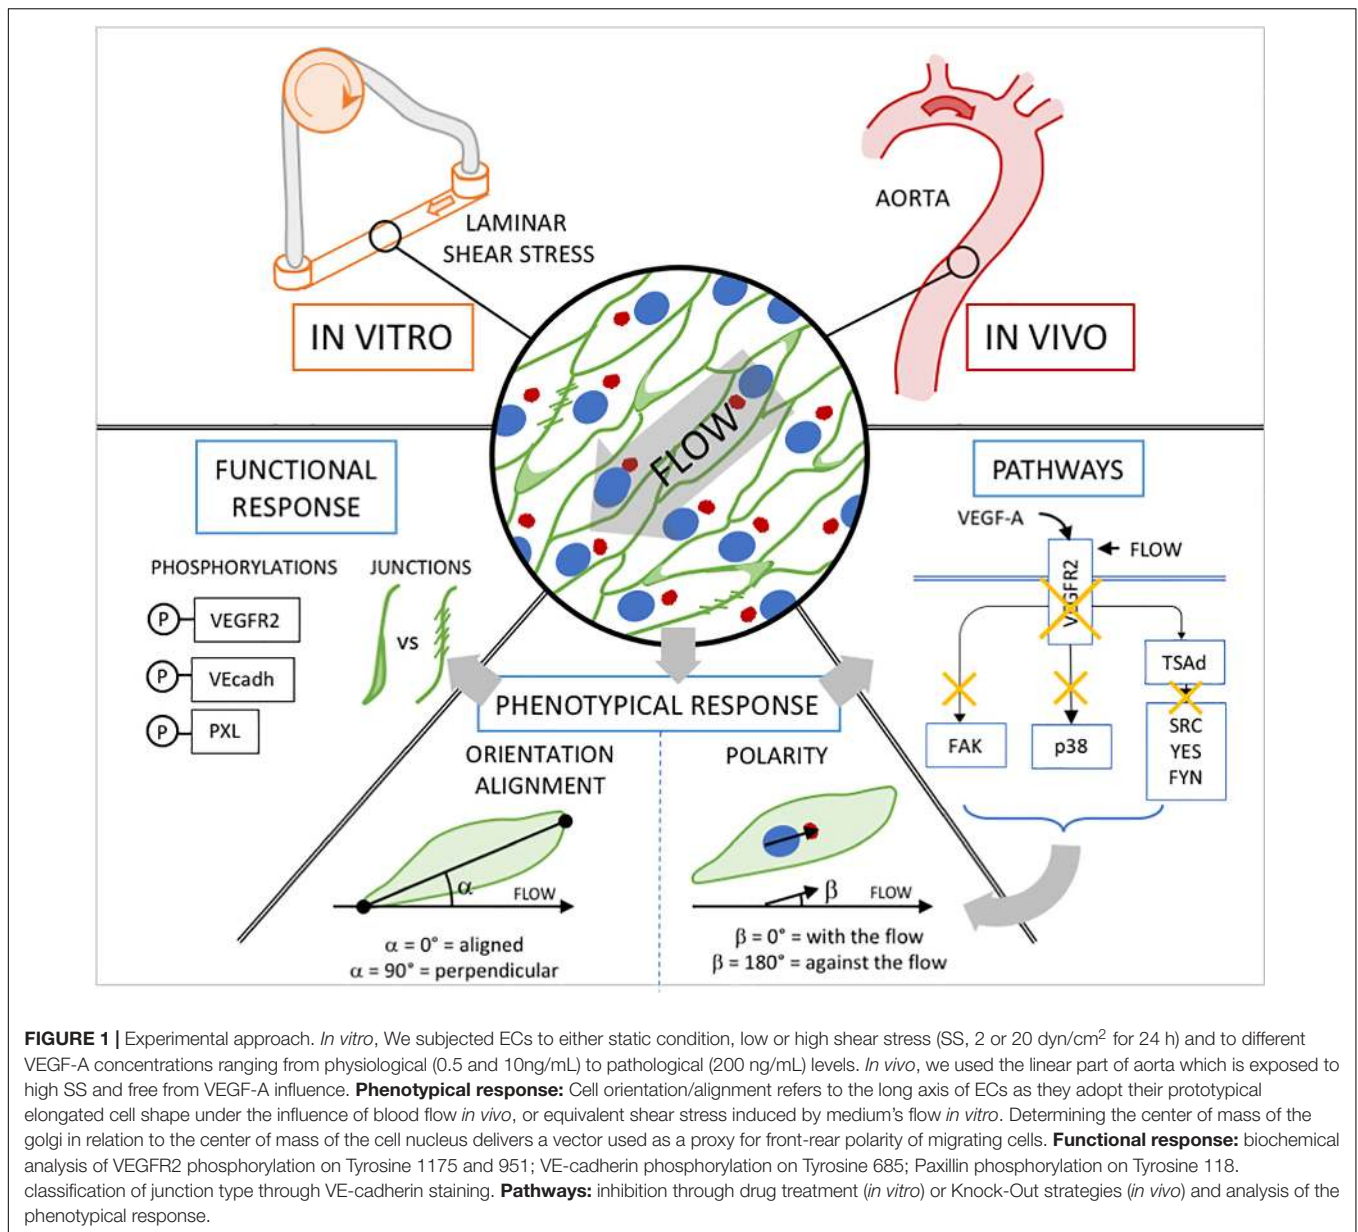 LAMINAR
SHEAR STRESS
IN VITRO
AORTA
IN VIVO
FLOW
FUNCTIONAL
RESPONSE
PHOSPHORYLATIONS
P
VEGFR2
P
VEcadh
P
PXL
JUNCTIONS
vs
PATHWAYS
VEGF-A
FLOW
VEGFR2
TSAd
FAK
p38
SRC
YES
FYN
PHENOTYPICAL RESPONSE
ORIENTATION
ALIGNMENT
α
FLOW
α = 0° = aligned
α = 90° = perpendicular
POLARITY
β
FLOW
β = 0° = with the flow
β = 180° = against the flow
FIGURE 1 | Experimental approach. In vitro, We subjected ECs to either static condition, low or high shear stress (SS, 2 or 20 dyn/cm² for 24 h) and to different
VEGF-A concentrations ranging from physiological (0.5 and 10ng/mL) to pathological (200 ng/mL) levels. In vivo, we used the linear part of aorta which is exposed to
high SS and free from VEGF-A influence. Phenotypical response: Cell orientation/alignment refers to the long axis of ECs as they adopt their prototypical
elongated cell shape under the influence of blood flow in vivo, or equivalent shear stress induced by medium's flow in vitro. Determining the center of mass of the
golgi in relation to the center of mass of the cell nucleus delivers a vector used as a proxy for front-rear polarity of migrating cells. Functional response: biochemical
analysis of VEGFR2 phosphorylation on Tyrosine 1175 and 951; VE-cadherin phosphorylation on Tyrosine 685; Paxillin phosphorylation on Tyrosine 118.
classification of junction type through VE-cadherin staining. Pathways: inhibition through drug treatment (in vitro) or Knock-Out strategies (in vivo) and analysis of the
phenotypical response.